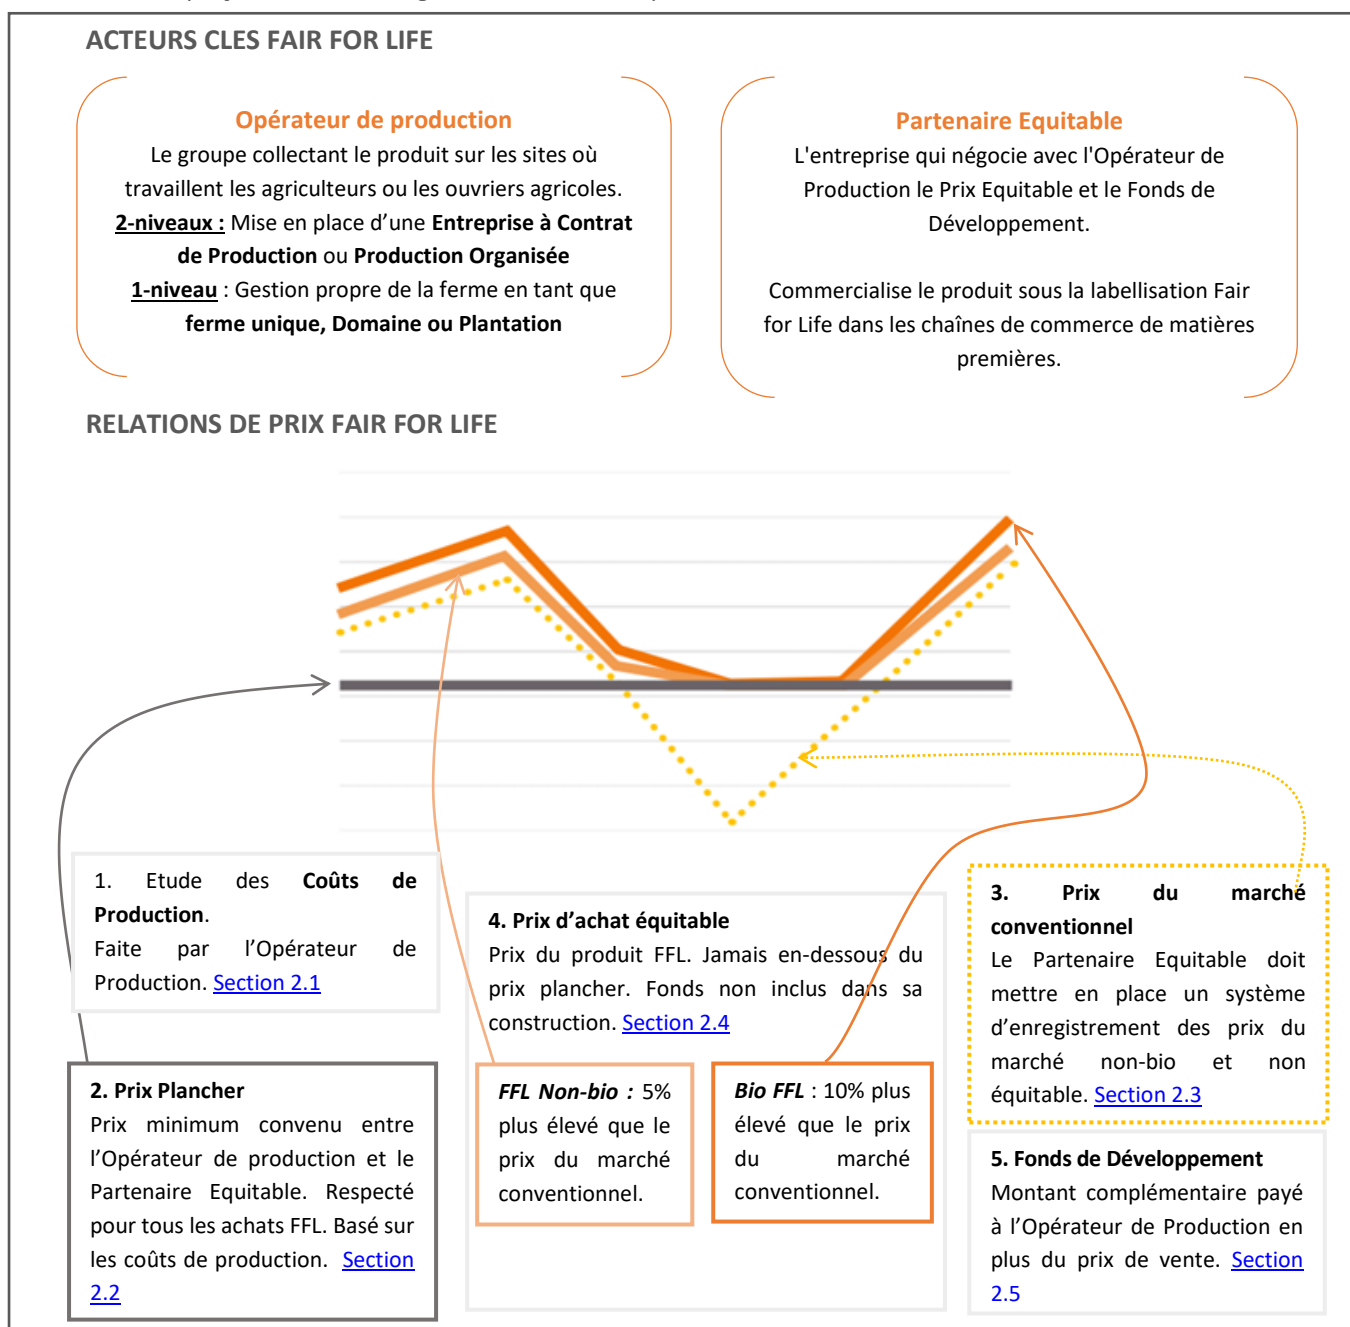 ACTEURS CLES FAIR FOR LIFE
Opérateur de production
Le groupe collectant le produit sur les sites où
travaillent les agriculteurs ou les ouvriers agricoles.
2-niveaux : Mise en place d’une Entreprise à Contrat
de Production ou Production Organisée
1-niveau : Gestion propre de la ferme en tant que
ferme unique, Domaine ou Plantation
Partenaire Equitable
L'entreprise qui négocie avec l'Opérateur de
Production le Prix Equitable et le Fonds de
Développement.
Commercialise le produit sous la labellisation Fair
for Life dans les chaînes de commerce de matières
premières.
RELATIONS DE PRIX FAIR FOR LIFE
1. Etude des Coûts de
Production.
Faite par l’Opérateur de
Production. Section 2.1
2. Prix Plancher
Prix minimum convenu entre
l’Opérateur de production et le
Partenaire Equitable. Respecté
pour tous les achats FFL. Basé sur
les coûts de production. Section
2.2
4. Prix d’achat équitable
Prix du produit FFL. Jamais en-dessous du
prix plancher. Fonds non inclus dans sa
construction. Section 2.4
FFL Non-bio : 5%
plus élevé que le
prix du marché
conventionnel.
Bio FFL : 10% plus
élevé que le prix
du marché
conventionnel.
3. Prix du marché
conventionnel
Le Partenaire Equitable doit
mettre en place un système
d’enregistrement des prix du
marché non-bio et non
équitable. Section 2.3
5. Fonds de Développement
Montant complémentaire payé
à l’Opérateur de Production en
plus du prix de vente. Section
2.5